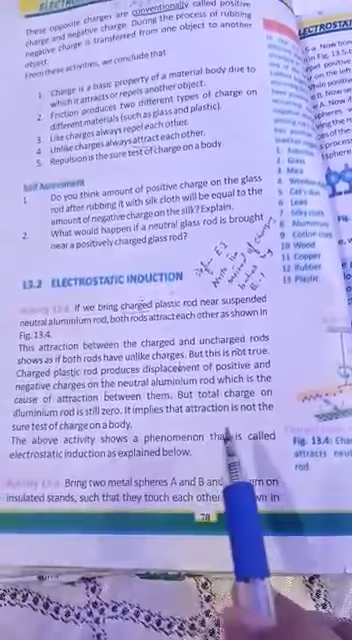 ELECTR
These opposite charges are conventionally called positive
charge and negative charge. During the process of rubbing
negative charge is transferred from one object to another
object.
From these activities, we conclude that:
1. Charge is a basic property of a material body due to
which it attracts or repels another object.
2. Friction produces two different types of charge on
different materials (such as glass and plastic).
3. Like charges always repel each other.
4. Unlike charges always attract each other.
5. Repulsion is the sure test of charge on a body.
Self Assessment
1. Do you think amount of positive charge on the glass
rod after rubbing it with silk cloth will be equal to the
amount of negative charge on the silk? Explain.
2. What would happen if a neutral glass rod is brought
near a positively charged glass rod?
13.2 ELECTROSTATIC INDUCTION
If we bring charged plastic rod near suspended
neutral aluminium rod, both rods attract each other as shown in
Fig. 13.4.
This attraction between the charged and uncharged rods
shows as if both rods have unlike charges. But this is not true.
Charged plastic rod produces displacement of positive and
negative charges on the neutral aluminium rod which is the
cause of attraction between them. But total charge on
aluminium rod is still zero. It implies that attraction is not the
sure test of charge on a body.
The above activity shows a phenomenon that is called
electrostatic induction as explained below.
Bring two metal spheres A and B and on
insulated stands, such that they touch each other in
78
LECTROSTA
1 Asbestos
2 Glass
3 Mica
5 Cat's
6 Lead
7 Silky
8 Aluminium
9 Cotton
10 Wood
11 Copper
12 Rubber
13 Plastic
Fig. 13.4: Cha
attracts neut
rod.